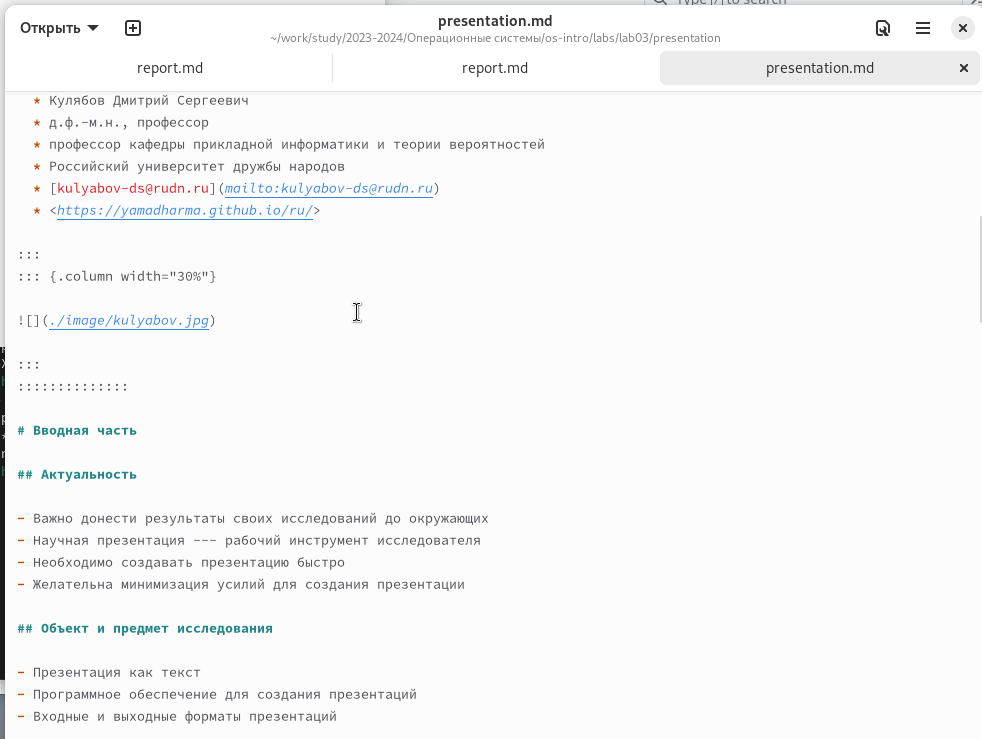 Type / to search
Открыть
presentation.md
~/work/study/2023-2024/Операционные системы/os-intro/labs/lab03/presentation
report.md
report.md
presentation.md
* Кулябов Дмитрий Сергеевич
* д.ф.-м.н., профессор
* профессор кафедры прикладной информатики и теории вероятностей
* Российский университет дружбы народов
* [kulyabov-ds@rudn.ru](mailto:kulyabov-ds@rudn.ru)
* <https://yamadharma.github.io/ru/>
:::
::: {.column width="30%"}
![](./image/kulyabov.jpg)
:::
::::::::::::::
# Вводная часть
## Актуальность
- Важно донести результаты своих исследований до окружающих
- Научная презентация --- рабочий инструмент исследователя
- Необходимо создавать презентацию быстро
- Желательна минимизация усилий для создания презентации
## Объект и предмет исследования
- Презентация как текст
- Программное обеспечение для создания презентаций
- Входные и выходные форматы презентаций